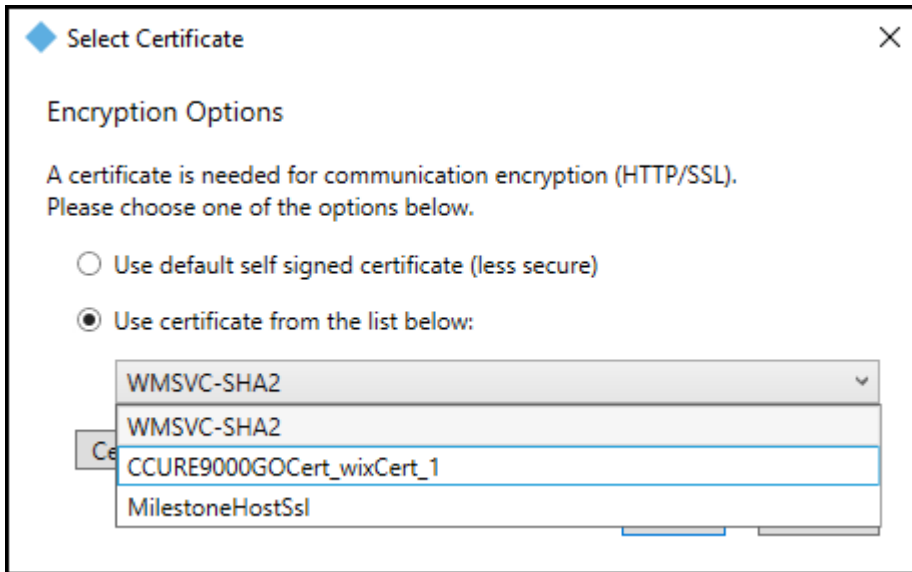 Select Certificate
Encryption Options
A certificate is needed for communication encryption (HTTP/SSL).
Please choose one of the options below.
Use default self signed certificate (less secure)
Use certificate from the list below:
WMSVC-SHA2
WMSVC-SHA2
CCURE9000GOCert_wixCert_1
MilestoneHostSsl